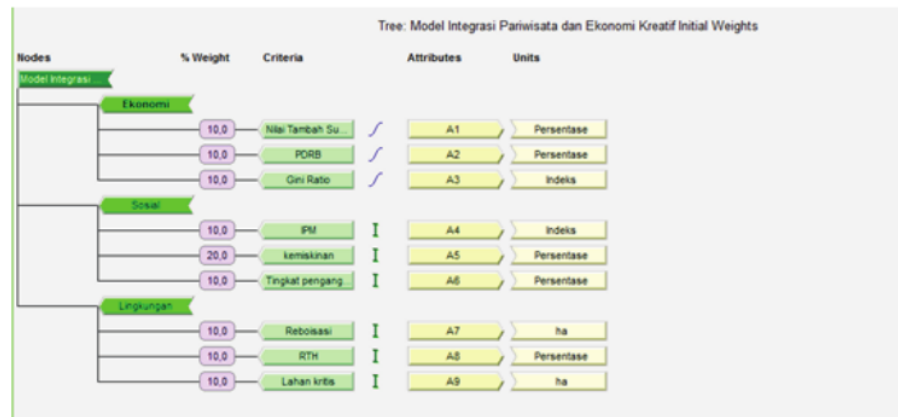 Tree: Model Integrasi Pariwisata dan Ekonomi Kreatif Initial Weights
Nodes % Weight Criteria Attributes Units
Model Integrasi ...
Ekonomi
10,0 Nilai Tambah Su... A1 Persentase
10,0 PDRB A2 Persentase
10,0 Gini Ratio A3 Indeks
Sosial
10,0 IPM A4 Indeks
20,0 kemiskinan A5 Persentase
10,0 Tingkat pengang... A6 Persentase
Lingkungan
10,0 Reboisasi A7 ha
10,0 RTH A8 Persentase
10,0 Lahan kritis A9 ha